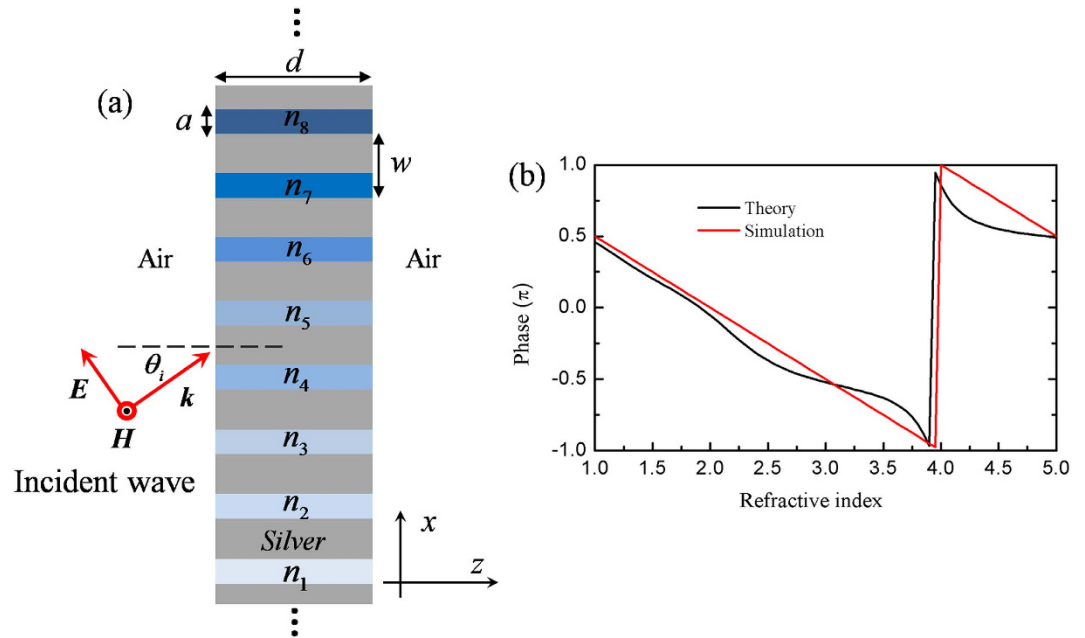 (a)
d
a
n8
w
n7
n6
Air
Air
n5
θi
n4
E
k
H
n3
Incident wave
n2
x
Silver
z
n1
(b)
Phase (π)
1.0
0.5
0.0
-0.5
-1.0
Theory
Simulation
1.0 1.5 2.0 2.5 3.0 3.5 4.0 4.5 5.0
Refractive index